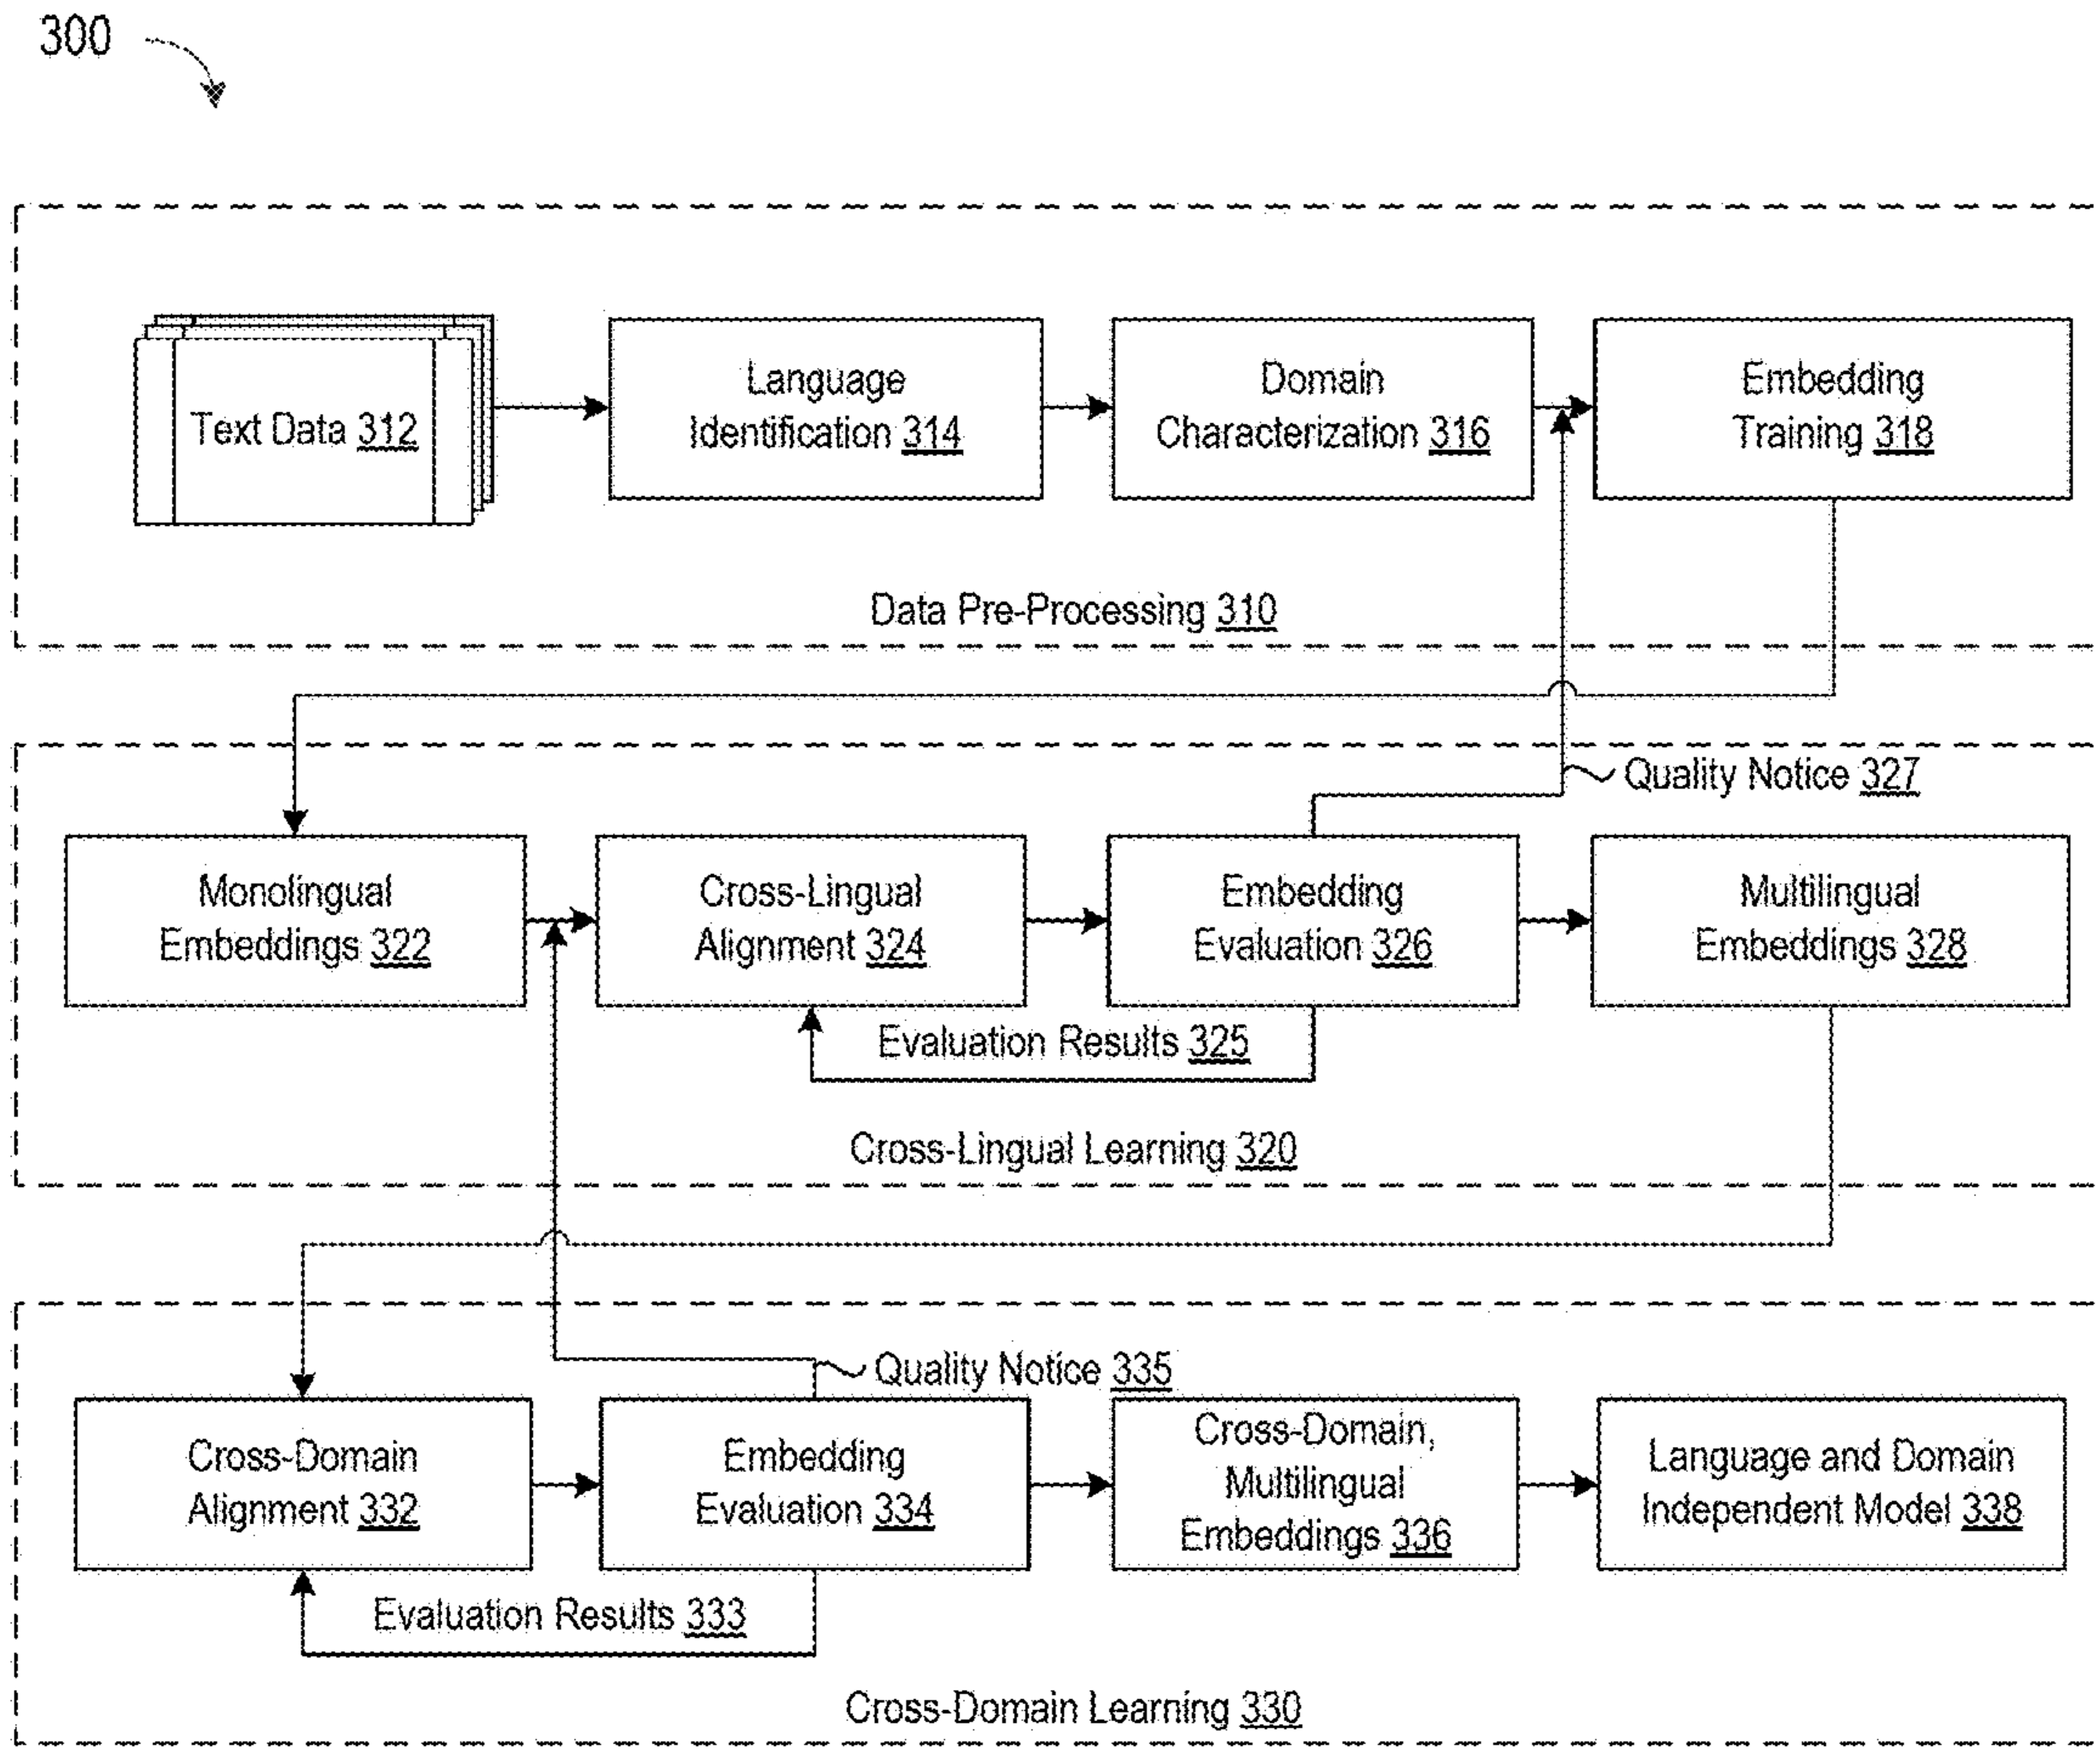 300
Text Data 312
Language
Identification 314
Domain
Characterization 316
Embedding
Training 318
Data Pre-Processing 310
Quality Notice 327
Monolingual
Embeddings 322
Cross-Lingual
Alignment 324
Embedding
Evaluation 326
Multilingual
Embeddings 328
Evaluation Results 325
Cross-Lingual Learning 320
Quality Notice 335
Cross-Domain
Alignment 332
Embedding
Evaluation 334
Cross-Domain,
Multilingual
Embeddings 336
Language and Domain
Independent Model 338
Evaluation Results 333
Cross-Domain Learning 330